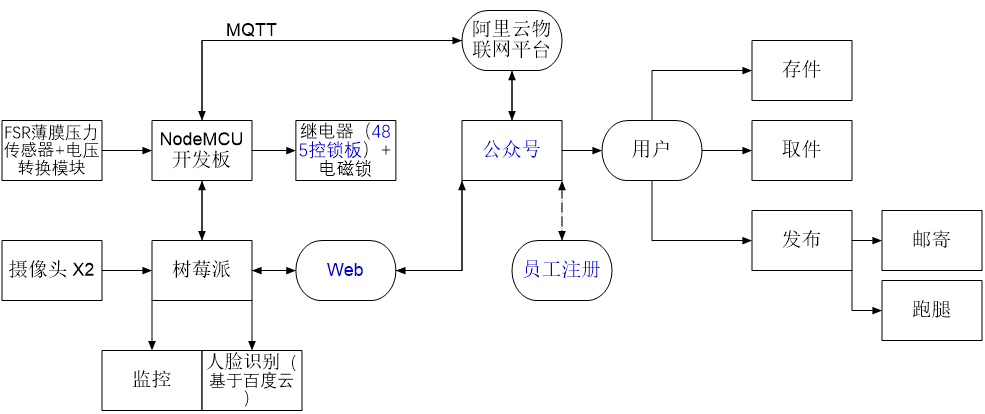 MQTT
阿里云物
联网平台
存件
FSR薄膜压力
传感器+电压
转换模块
NodeMCU
开发板
继电器（48
5控锁板）+
电磁锁
公众号
用户
取件
摄像头 X2
树莓派
Web
员工注册
发布
邮寄
跑腿
监控
人脸识别（
基于百度云
）